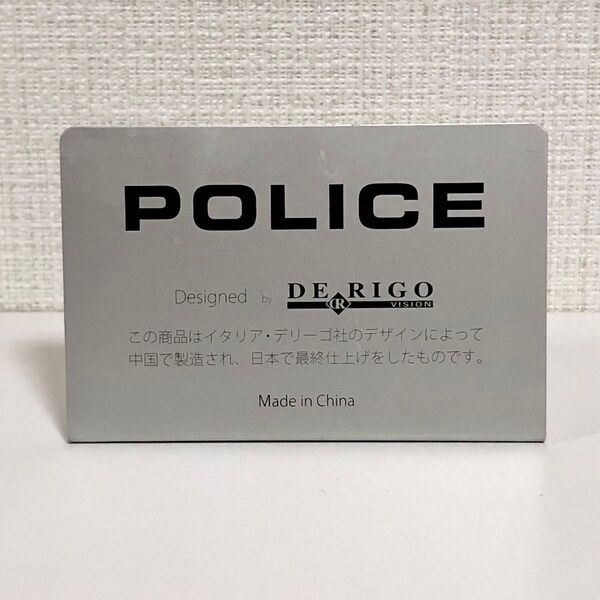 POLICE
Designed by DE RIGO
R VISION
この商品はイタリア・デリーゴ社のデザインによって
中国で製造され、日本で最終仕上げをしたものです。
Made in China